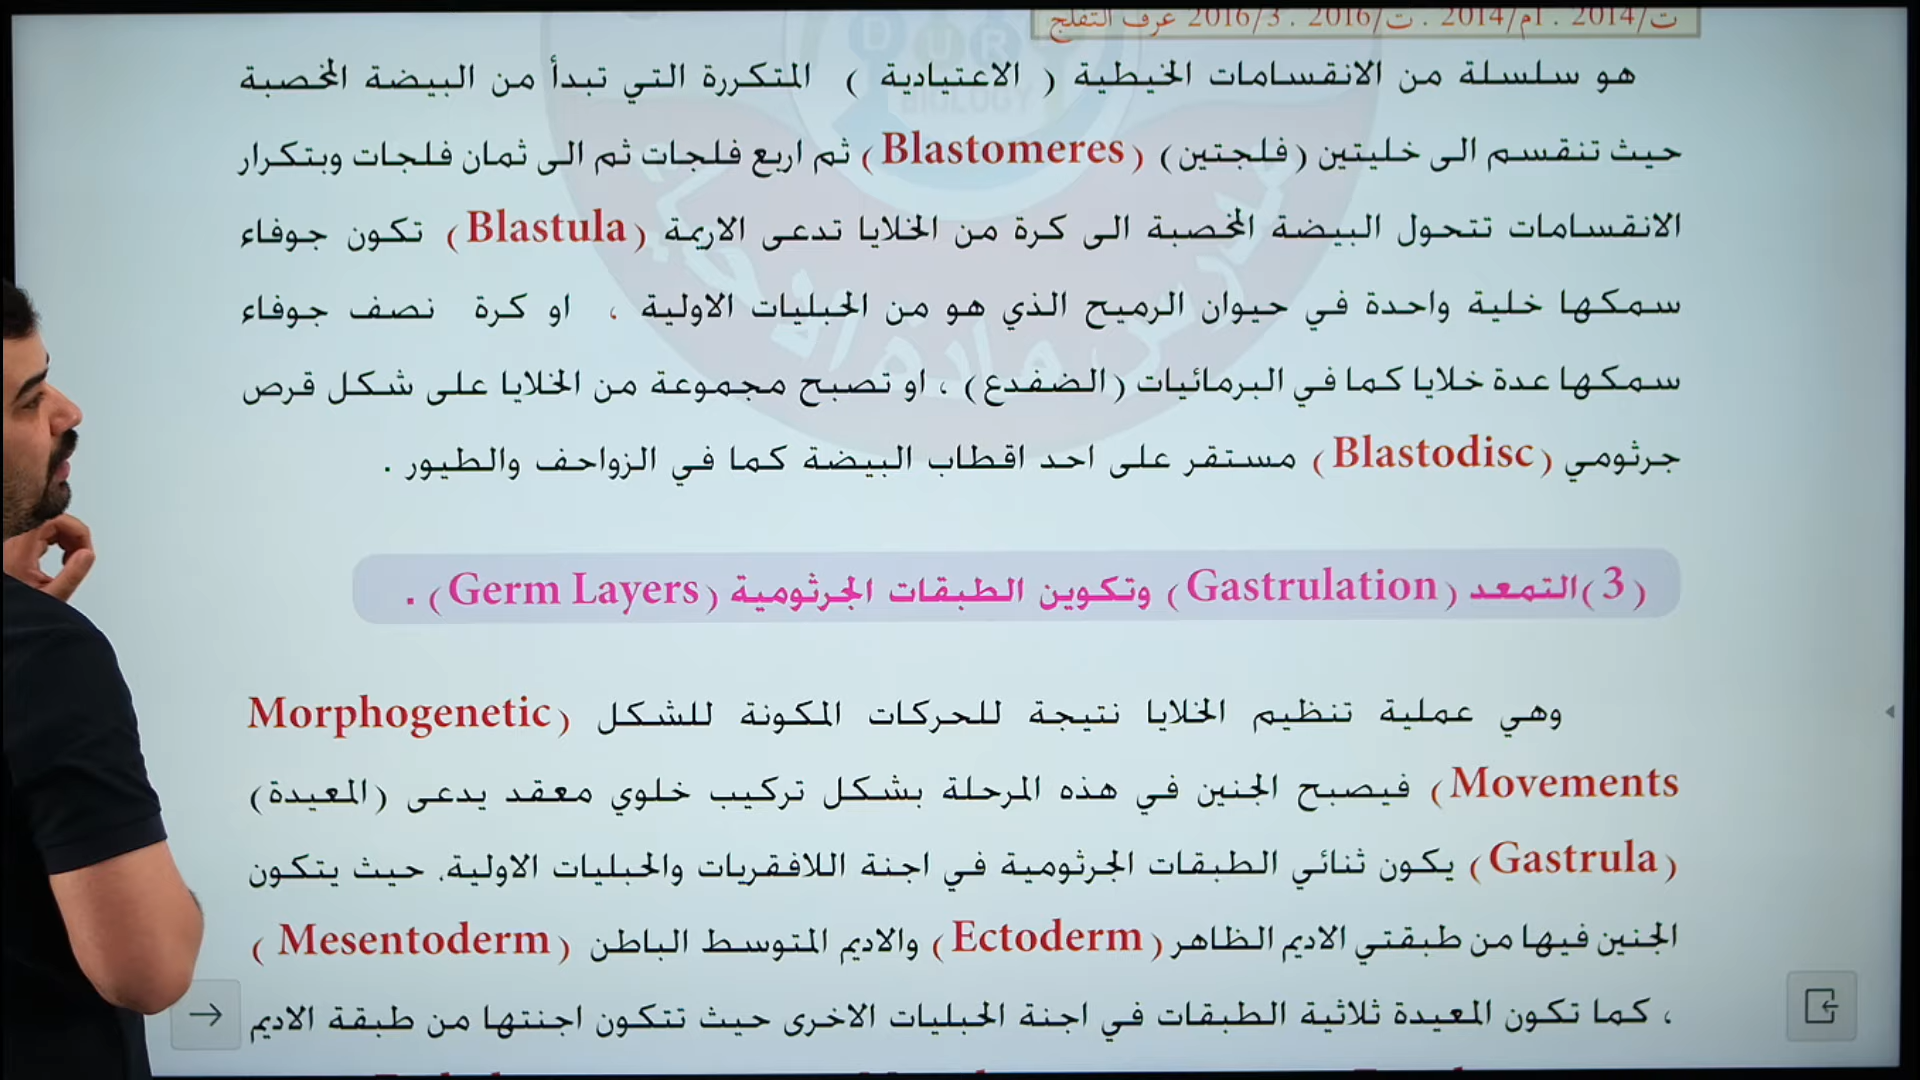 ت/2014 . أم/2014 . ت/2016 . 2016/3 عرف التفلج
هو سلسلة من الانقسامات الخيطية ( الاعتيادية ) المتكررة التي تبدأ من البيضة المخصبة
حيث تنقسم الى خليتين (فلجتين) (Blastomeres) ثم اربع فلجات ثم الى ثمان فلجات وبتكرار
الانقسامات تتحول البيضة المخصبة الى كرة من الخلايا تدعى الاريمة (Blastula) تكون جوفاء
سمكها خلية واحدة في حيوان الرميح الذي هو من الحبليات الاولية ، او كرة نصف جوفاء
سمكها عدة خلايا كما في البرمائيات (الضفدع) ، او تصبح مجموعة من الخلايا على شكل قرص
جرثومي (Blastodisc) مستقر على احد اقطاب البيضة كما في الزواحف والطيور .
(3)التمعد (Gastrulation) وتكوين الطبقات الجرثومية (Germ Layers) .
وهي عملية تنظيم الخلايا نتيجة للحركات المكونة للشكل (Morphogenetic
Movements) فيصبح الجنين في هذه المرحلة بشكل تركيب خلوي معقد يدعى (المعيدة)
(Gastrula) يكون ثنائي الطبقات الجرثومية في اجنة اللافقريات والحبليات الاولية. حيث يتكون
الجنين فيها من طبقتي الاديم الظاهر (Ectoderm) والاديم المتوسط الباطن (Mesentoderm)
، كما تكون المعيدة ثلاثية الطبقات في اجنة الحبليات الاخرى حيث تتكون اجنتها من طبقة الاديم